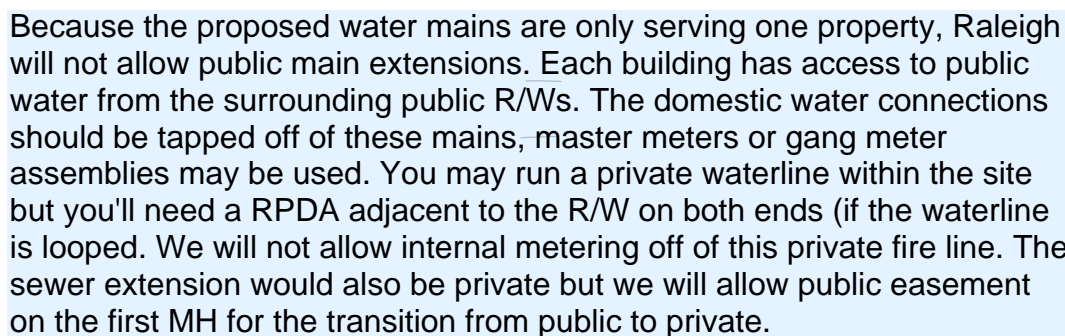 Because the proposed water mains are only serving one property, Raleigh
will not allow public main extensions. Each building has access to public
water from the surrounding public R/Ws. The domestic water connections
should be tapped off of these mains, master meters or gang meter
assemblies may be used. You may run a private waterline within the site
but you'll need a RPDA adjacent to the R/W on both ends (if the waterline
is looped. We will not allow internal metering off of this private fire line. The
sewer extension would also be private but we will allow public easement
on the first MH for the transition from public to private.